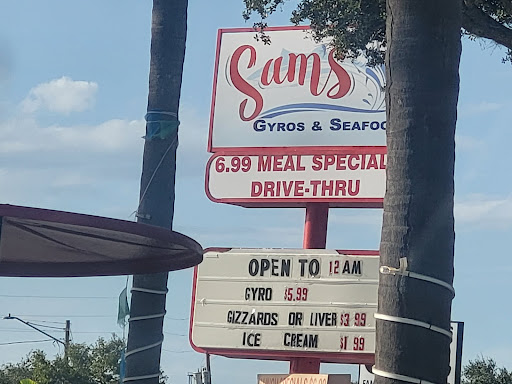 Sam's
GYROS & SEAFOO
6.99 MEAL SPECIAL
DRIVE-THRU
OPEN TO 12 AM
GYRO $5.99
GIZZARDS OR LIVER $3 99
ICE CREAM $1 99